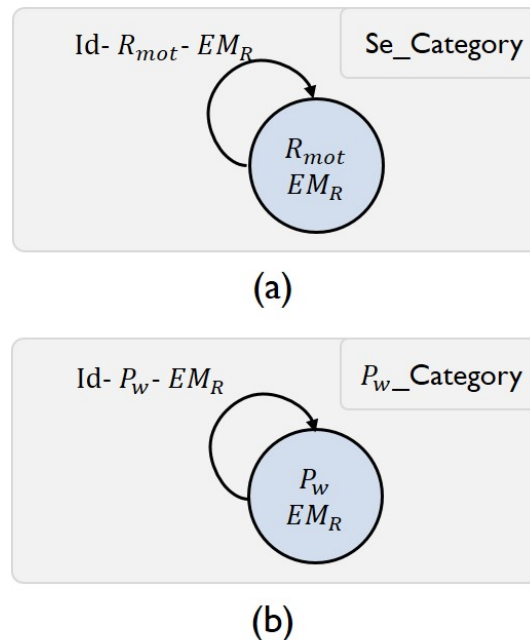 Id- R_mot - EM_R
Se_Category
R_mot
EM_R
(a)
Id- P_w - EM_R
P_w_Category
P_w
EM_R
(b)